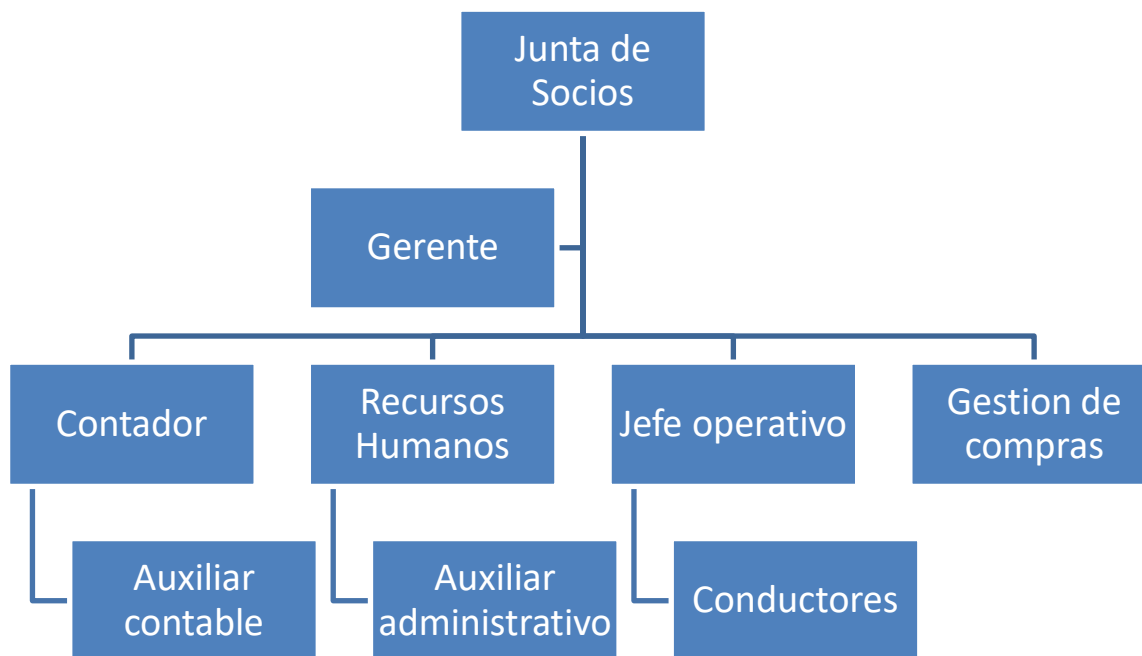 Junta de
Socios
Gerente
Contador
Recursos
Humanos
Jefe operativo
Gestion de
compras
Auxiliar
contable
Auxiliar
administrativo
Conductores